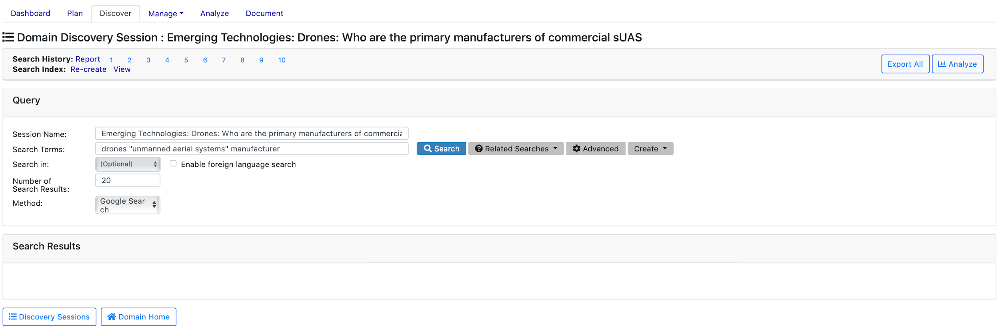 Dashboard Plan Discover Manage Analyze Document
Domain Discovery Session : Emerging Technologies: Drones: Who are the primary manufacturers of commercial sUAS
Search History: Report 1 2 3 4 5 6 7 8 9 10
Search Index: Re-create View
Export All Analyze
Query
Session Name: Emerging Technologies: Drones: Who are the primary manufacturers of commercia
Search Terms: drones "unmanned aerial systems" manufacturer Search Related Searches Advanced Create
Search in: (Optional) Enable foreign language search
Number of
Search Results: 20
Method: Google Sear
ch
Search Results
Discovery Sessions Domain Home